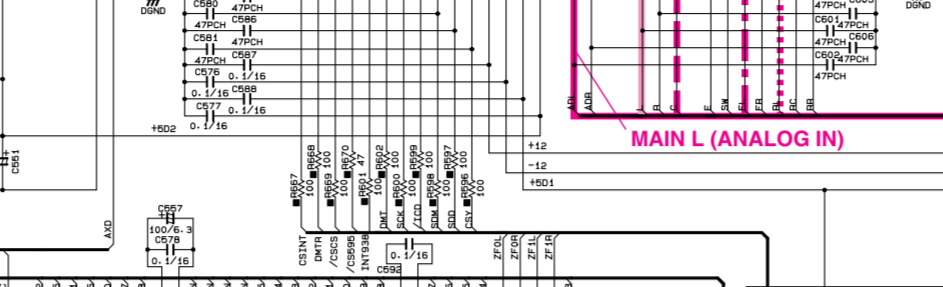 C580
47PCH
DGND
C586
47PCH
47PCH
C581
47PCH
C587
C576
0.1/16
0.1/16
C588
C577
0.1/16
0.1/16
+5D2
C601
47PCH
C606
C602
47PCH
47PCH
DGND
ADL
ADR
L
R
C
E
SW
EL
ER
RL
RC
RR
MAIN L (ANALOG IN)
+12
-12
+5D1
C551
R668
100
R670
47
R602
100
R599
100
R597
100
R667
100
R669
100
R601
100
R600
100
R598
100
R596
100
DMT
SCK
/ICD
SDM
SDD
CSY
AXD
C557
100/6.3
C578
0.1/16
CSINT
DMTR
/CSCS
/CS595
INT938
0.1/16
C592
ZF0L
ZF0R
ZF1L
ZF1R